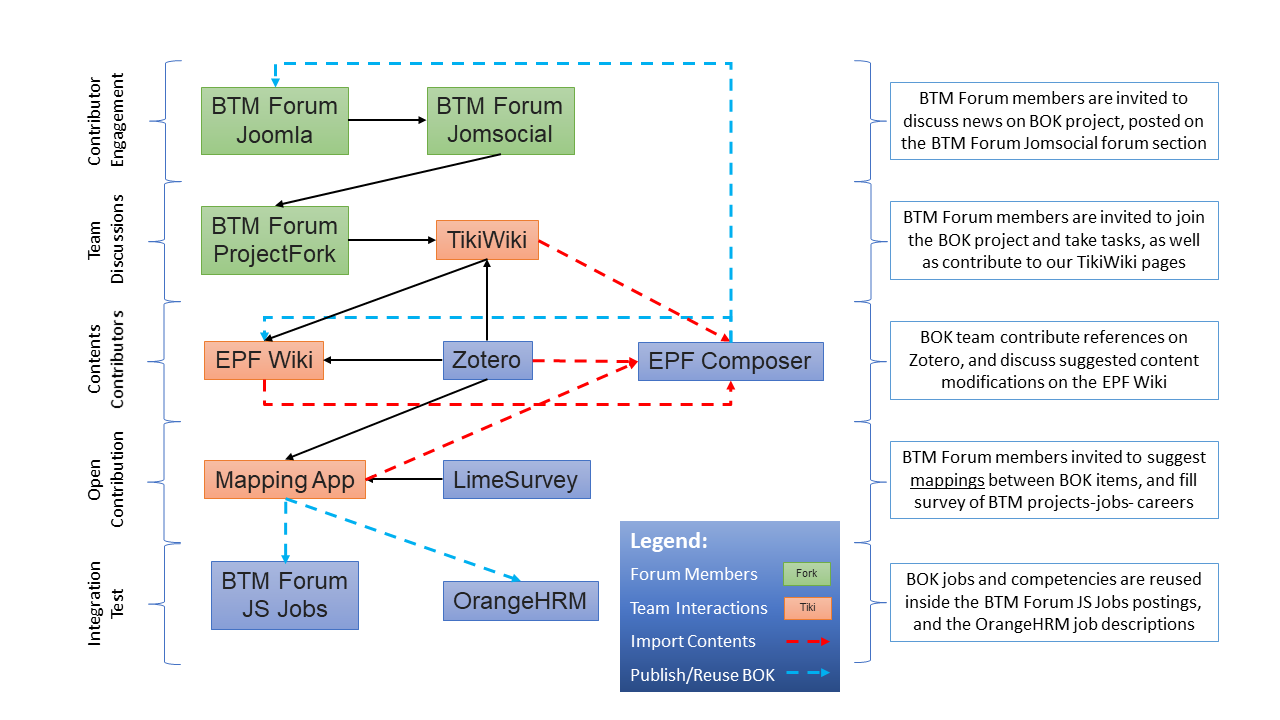 Contributor
Engagement
BTM Forum
Joomla
BTM Forum
Jomsocial
BTM Forum members are invited to
discuss news on BOK project, posted on
the BTM Forum Jomsocial forum section
Team
Discussions
BTM Forum
ProjectFork
TikiWiki
BTM Forum members are invited to join
the BOK project and take tasks, as well
as contribute to our TikiWiki pages
Contents
Contributors
EPF Wiki
Zotero
EPF Composer
BOK team contribute references on
Zotero, and discuss suggested content
modifications on the EPF Wiki
Open
Contribution
Mapping App
LimeSurvey
BTM Forum members invited to suggest
mappings between BOK items, and fill
survey of BTM projects-jobs- careers
Integration
Test
BTM Forum
JS Jobs
OrangeHRM
BOK jobs and competencies are reused
inside the BTM Forum JS Jobs postings,
and the OrangeHRM job descriptions
Legend:
Forum Members Fork
Team Interactions Tiki
Import Contents
Publish/Reuse BOK